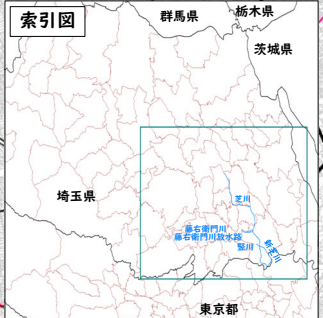 索引図
群馬県
栃木県
茨城県
埼玉県
芝川
藤右衛門川
藤右衛門川放水路
竪川
新芝川
東京都